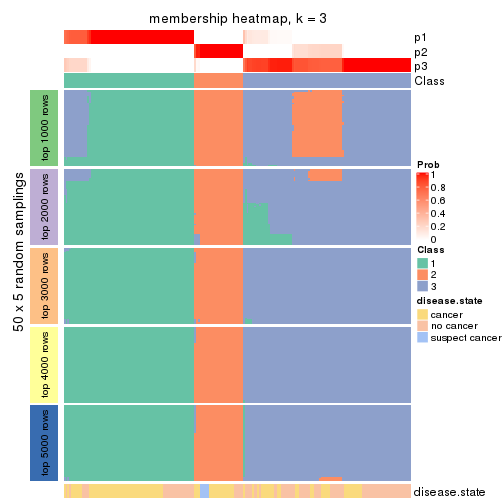 membership heatmap, k = 3
p1
p2
p3
Class
50 x 5 random samplings
top 1000 rows
top 2000 rows
top 3000 rows
top 4000 rows
top 5000 rows
Prob
1
0.8
0.6
0.4
0.2
0
Class
1
2
3
disease.state
cancer
no cancer
suspect cancer
disease.state